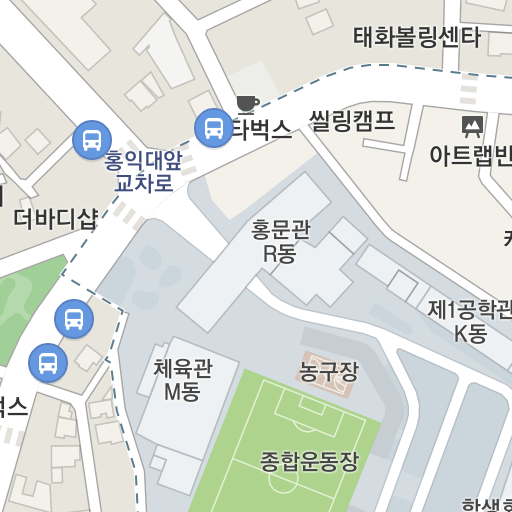 태화볼링센타
타벅스
씰링캠프
아트랩반
홍익대앞
교차로
더바디샵
홍문관
R동
제1공학관
K동
체육관
M동
농구장
벅스
종합운동장